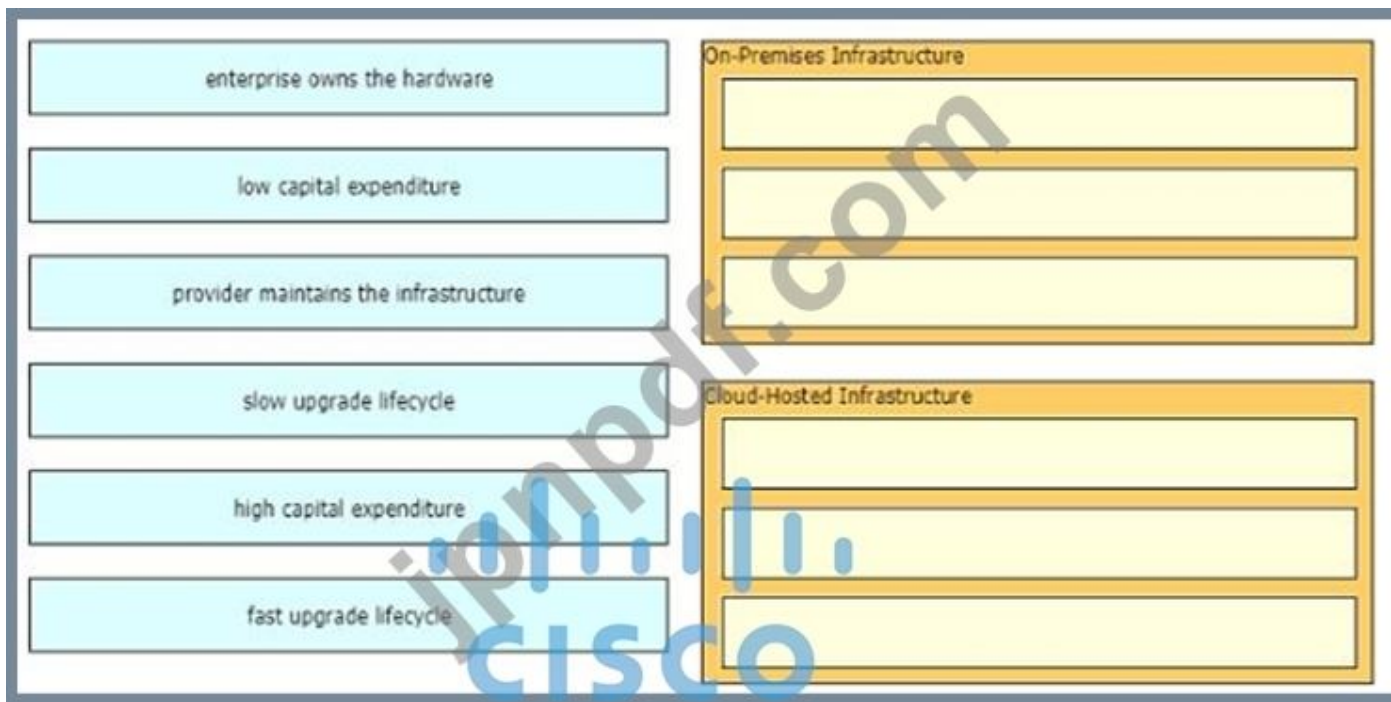 enterprise owns the hardware
low capital expenditure
provider maintains the infrastructure
slow upgrade lifecycle
high capital expenditure
fast upgrade lifecycle
On-Premises Infrastructure
Cloud-Hosted Infrastructure
jpnpdf.com
CISCO